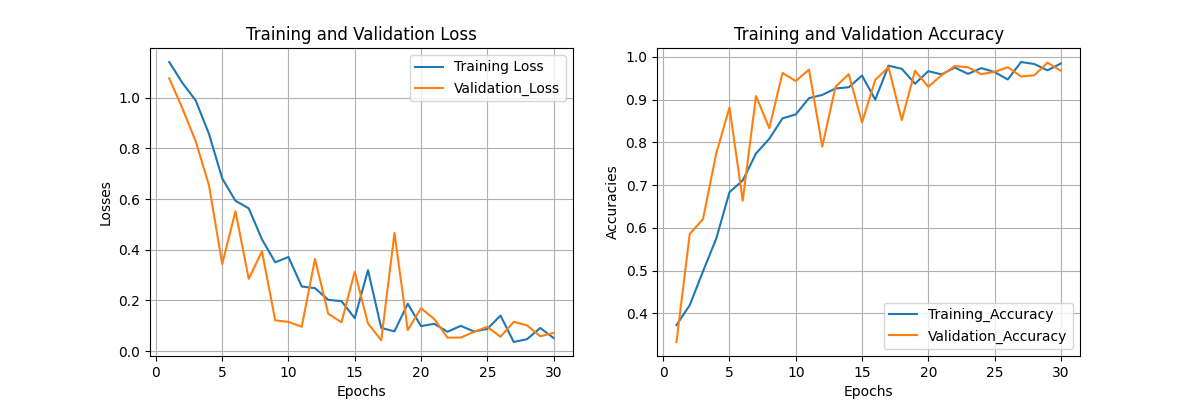 Training and Validation Loss
Training Loss
Validation_Loss
1.0
0.8
0.6
0.4
0.2
0.0
Losses
0
5
10
15
20
25
30
Epochs
Training and Validation Accuracy
1.0
0.9
0.8
0.7
0.6
0.5
0.4
Accuracies
Training_Accuracy
Validation_Accuracy
0
5
10
15
20
25
30
Epochs